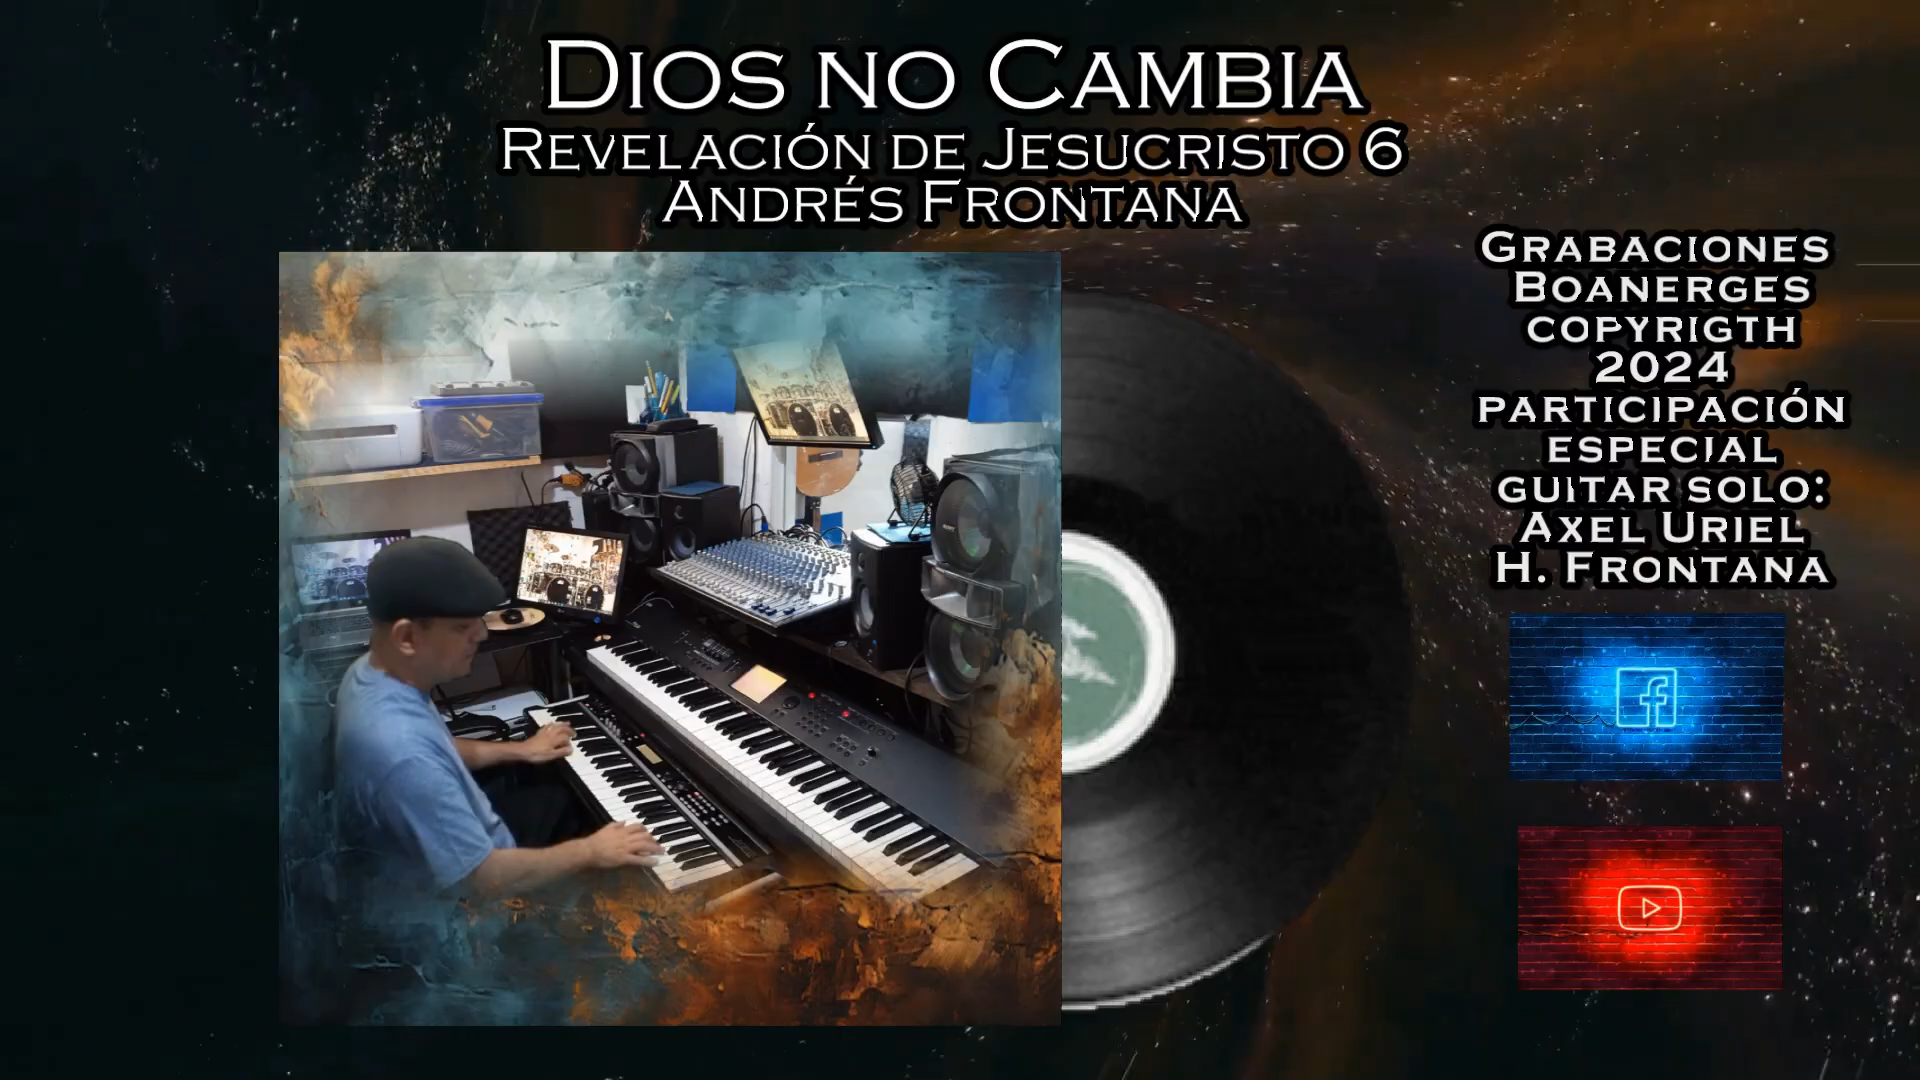 Dios no Cambia
Revelación de Jesucristo 6
Andrés Frontana
Grabaciones
Boanerges
copyrigth
2024
participación
especial
guitar solo:
Axel Uriel
H. Frontana